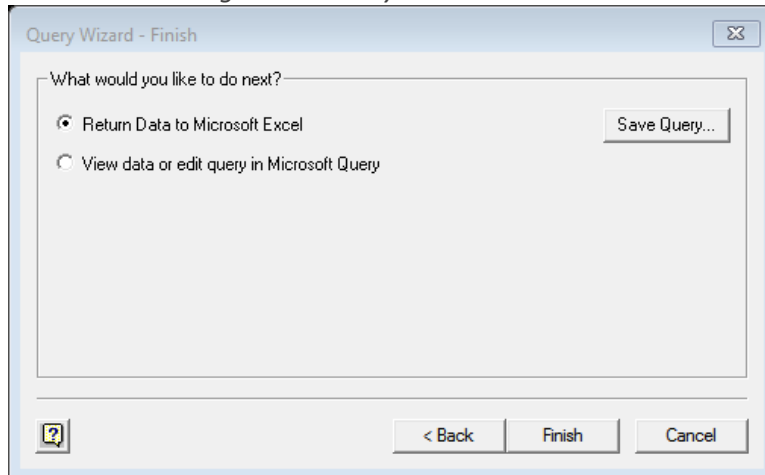 Query Wizard - Finish
What would you like to do next?
Return Data to Microsoft Excel
Save Query...
View data or edit query in Microsoft Query
< Back
Finish
Cancel